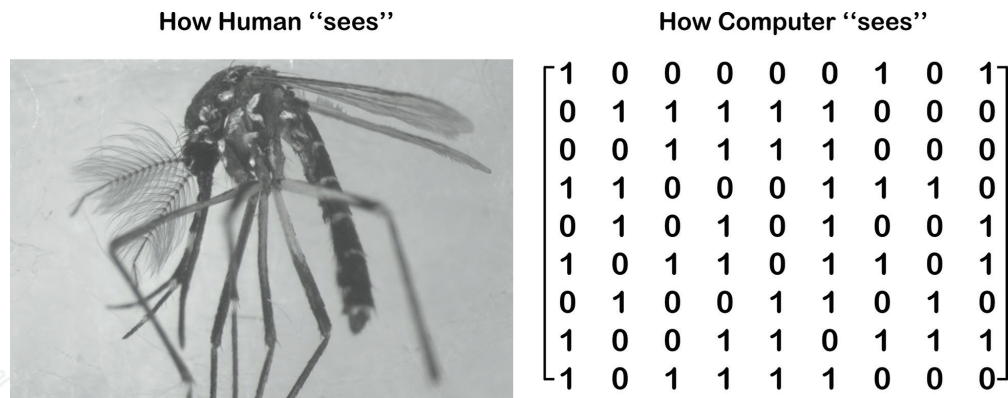 How Human ‘‘sees’’
How Computer ‘‘sees’’
1 0 0 0 0 0 1 0 1
0 1 1 1 1 1 0 0 0
0 0 1 1 1 1 0 0 0
1 1 0 0 0 1 1 1 0
0 1 0 1 0 1 0 0 1
1 0 1 1 0 1 1 0 1
0 1 0 0 1 1 0 1 0
1 0 0 1 1 0 1 1 1
1 0 1 1 1 1 0 0 0